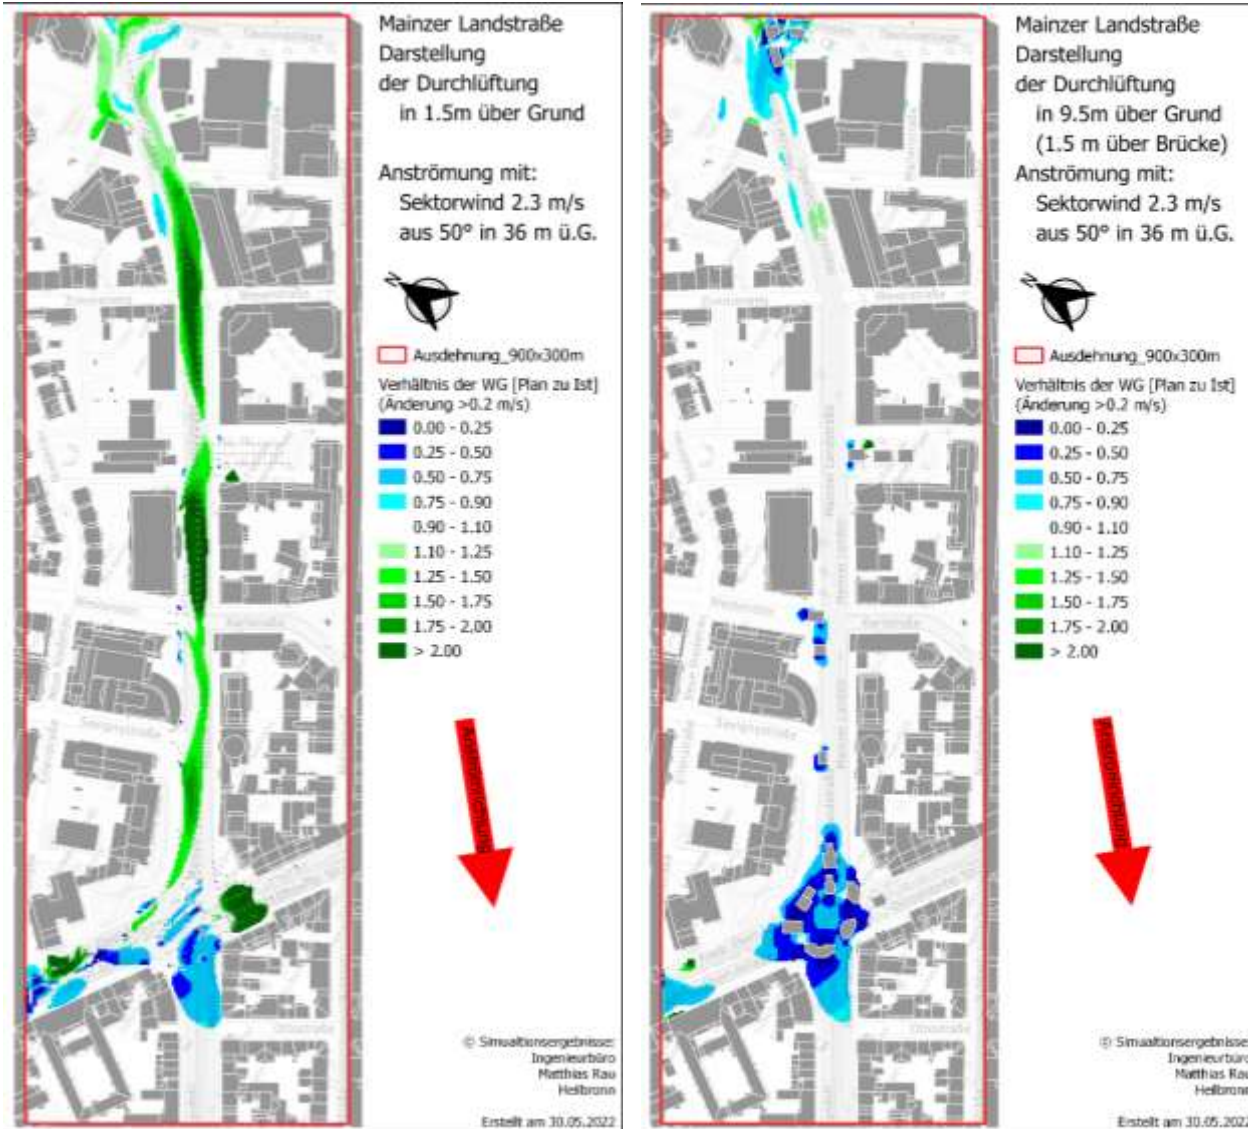 Mainzer Landstraße
Darstellung
der Durchlüftung
in 1.5m über Grund
Anströmung mit:
Sektorwind 2.3 m/s
aus 50° in 36 m ü.G.
N
Ausdehnung_900x300m
Verhältnis der WG [Plan zu Ist]
(Änderung >0.2 m/s)
0.00 - 0.25
0.25 - 0.50
0.50 - 0.75
0.75 - 0.90
0.90 - 1.10
1.10 - 1.25
1.25 - 1.50
1.50 - 1.75
1.75 - 2.00
> 2.00
Anströmrichtung
© Simualtionsergebnisse:
Ingenieurbüro
Matthias Rau
Heilbronn
Erstellt am 30.05.2022
Savignystraße
Mainzer Landstraße
Darstellung
der Durchlüftung
in 9.5m über Grund
(1.5 m über Brücke)
Anströmung mit:
Sektorwind 2.3 m/s
aus 50° in 36 m ü.G.
N
Ausdehnung_900x300m
Verhältnis der WG [Plan zu Ist]
(Änderung >0.2 m/s)
0.00 - 0.25
0.25 - 0.50
0.50 - 0.75
0.75 - 0.90
0.90 - 1.10
1.10 - 1.25
1.25 - 1.50
1.50 - 1.75
1.75 - 2.00
> 2.00
Anströmrichtung
© Simualtionsergebnisse:
Ingenieurbüro
Matthias Rau
Heilbronn
Erstellt am 30.05.2022
Savignystraße
Mainzer Landstraße